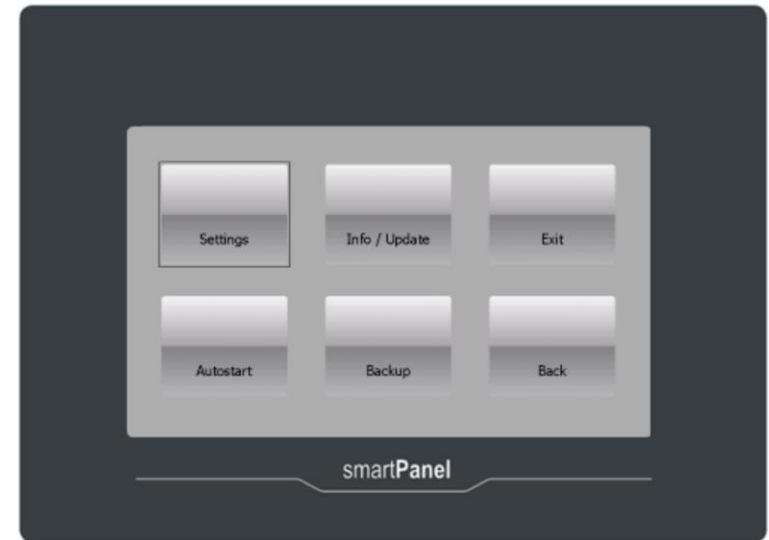 Settings
Info / Update
Exit
Autostart
Backup
Back
smartPanel